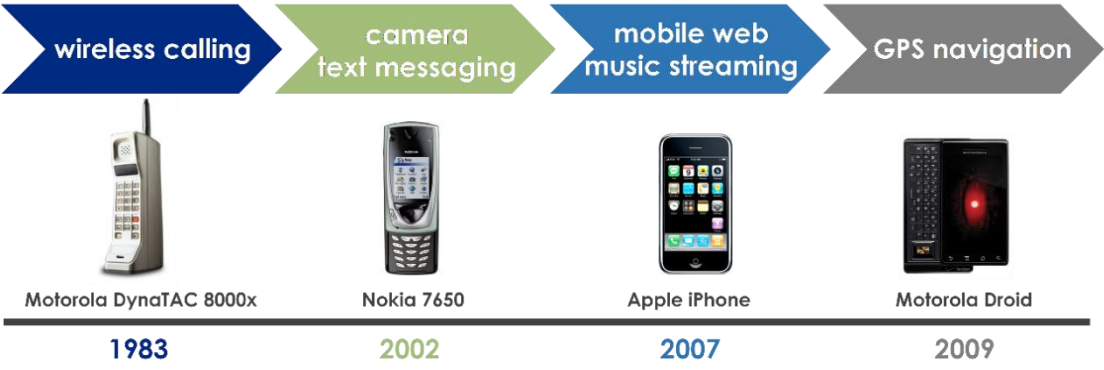 wireless calling
camera
text messaging
mobile web
music streaming
GPS navigation
Motorola DynaTAC 8000x
Nokia 7650
Apple iPhone
Motorola Droid
1983
2002
2007
2009